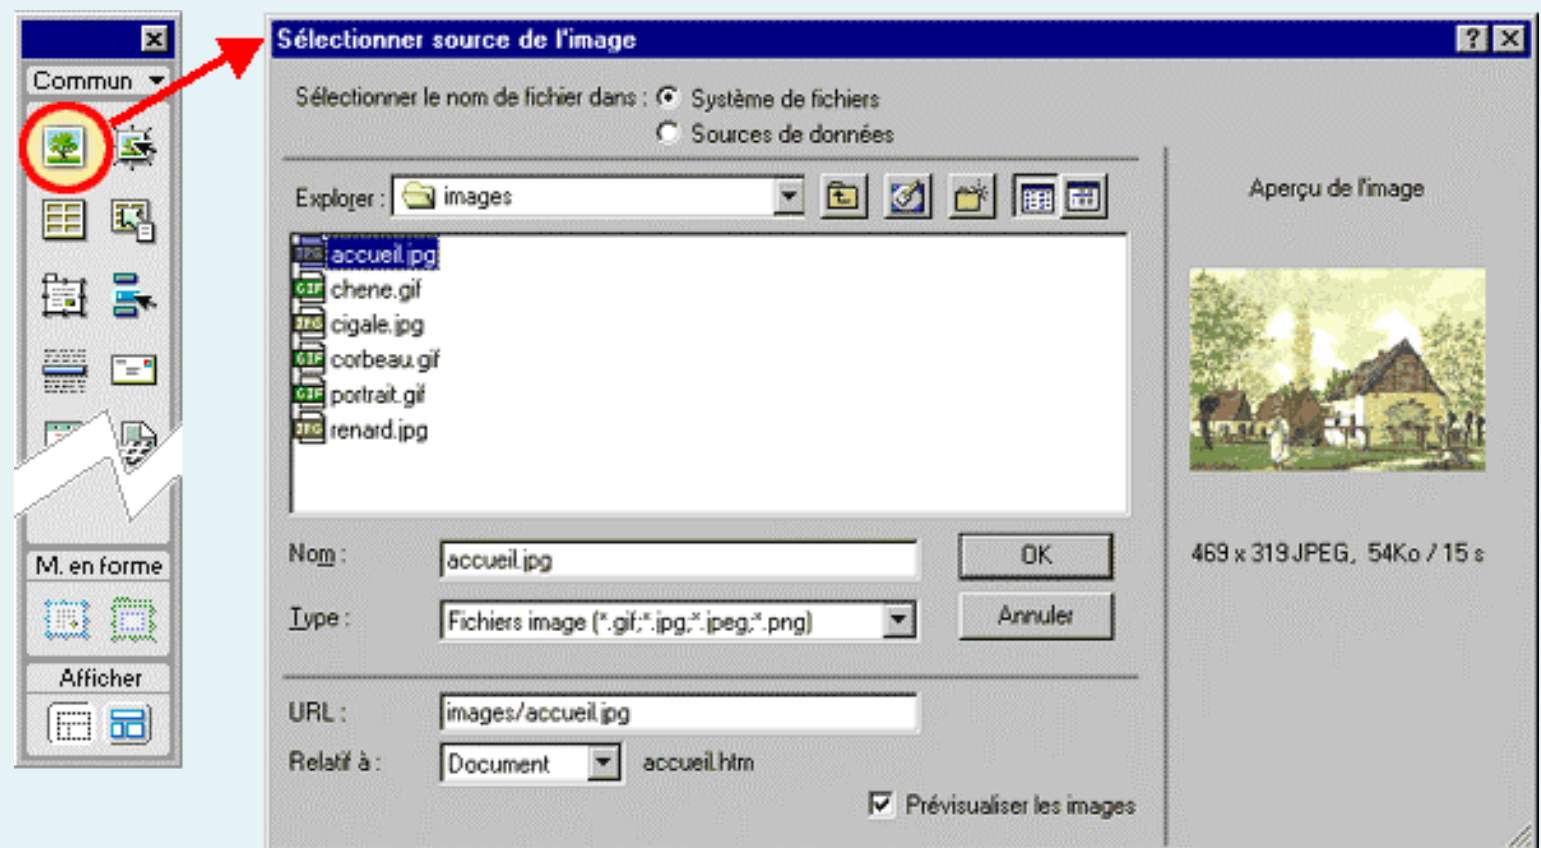 Commun
M. en forme
Afficher
Sélectionner source de l'image
Sélectionner le nom de fichier dans : Système de fichiers
Sources de données
Explorer : images
accueil.jpg
chene.gif
cigale.jpg
corbeau.gif
portrait.gif
renard.jpg
Nom : accueil.jpg OK
Type : Fichiers image (*.gif;*.jpg;*.jpeg;*.png) Annuler
URL : images/accueil.jpg
Relatif à : Document accueil.htm
Prévisualiser les images
Aperçu de l'image
469 x 319 JPEG, 54Ko / 15 s